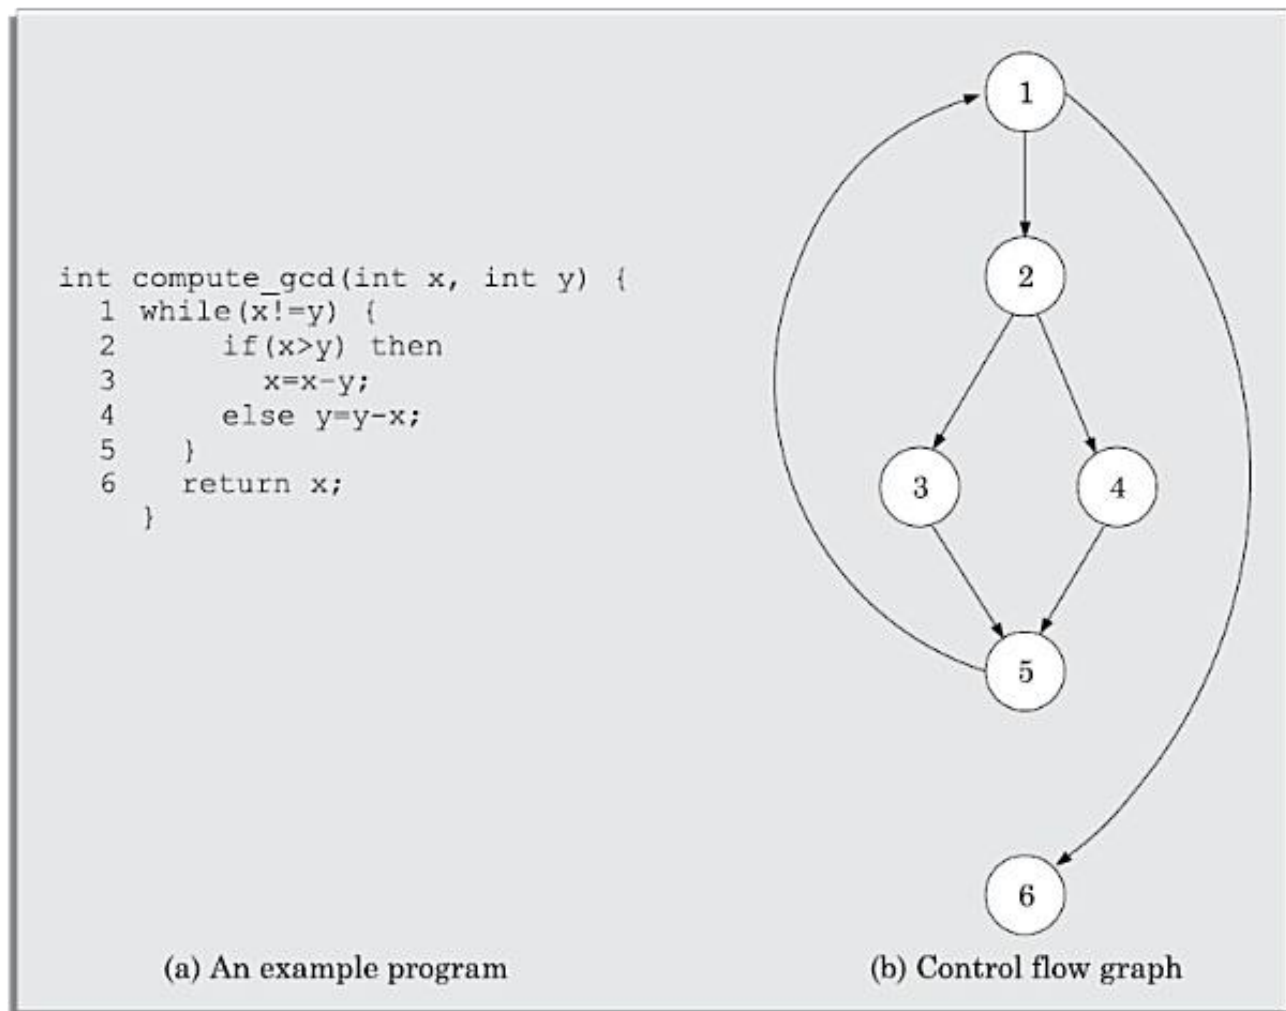 int compute_gcd(int x, int y) {
1 while(x!=y) {
2 if(x>y) then
3 x=x-y;
4 else y=y-x;
5 }
6 return x;
}
1
2
3 4
5
6
(a) An example program
(b) Control flow graph